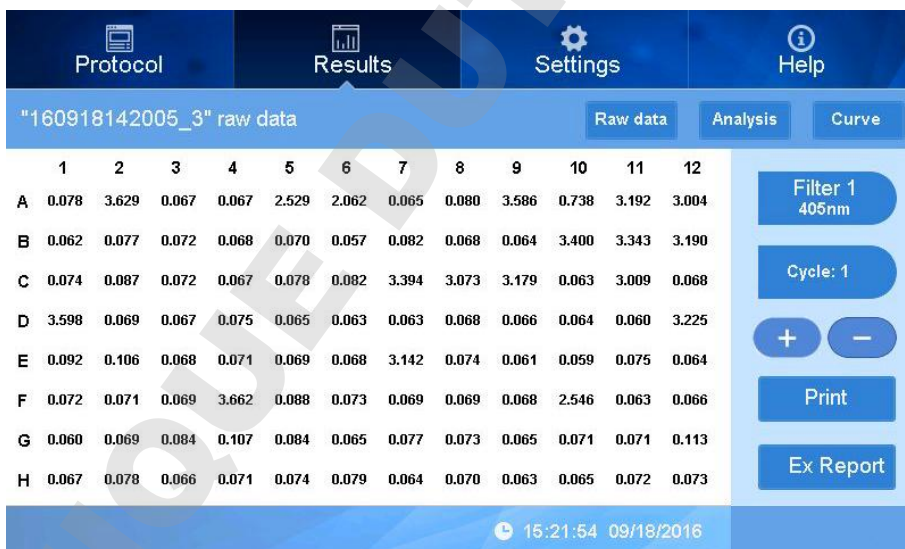 Protocol Results Settings Help
"160918142005_3" raw data Raw data Analysis Curve
1 2 3 4 5 6 7 8 9 10 11 12
A 0.078 3.629 0.067 0.067 2.529 2.062 0.065 0.080 3.586 0.738 3.192 3.004
B 0.062 0.077 0.072 0.068 0.070 0.057 0.082 0.068 0.064 3.400 3.343 3.190
C 0.074 0.087 0.072 0.067 0.078 0.082 3.394 3.073 3.179 0.063 3.009 0.068
D 3.598 0.069 0.067 0.075 0.065 0.063 0.063 0.068 0.066 0.064 0.060 3.225
E 0.092 0.106 0.068 0.071 0.069 0.068 3.142 0.074 0.061 0.059 0.075 0.064
F 0.072 0.071 0.069 3.662 0.088 0.073 0.069 0.069 0.068 2.546 0.063 0.066
G 0.060 0.069 0.084 0.107 0.084 0.065 0.077 0.073 0.065 0.071 0.071 0.113
H 0.067 0.078 0.066 0.071 0.074 0.079 0.064 0.070 0.063 0.065 0.072 0.073
Filter 1
405nm
Cycle: 1
+ −
Print
Ex Report
15:21:54 09/18/2016